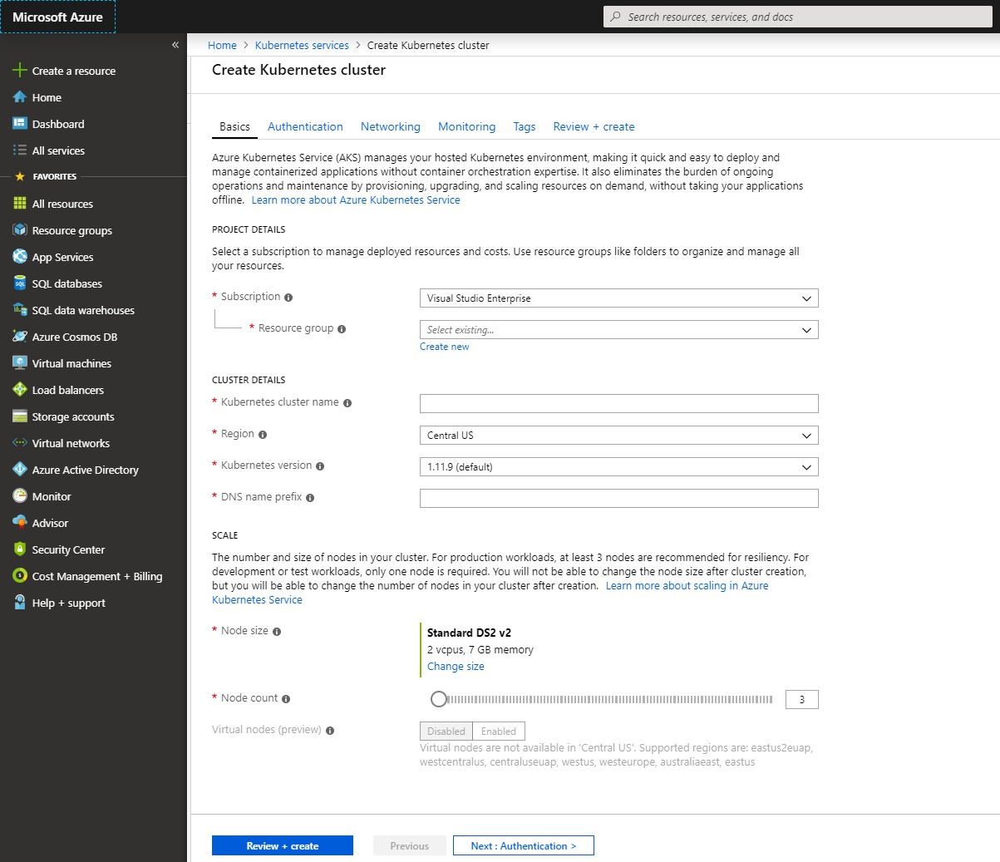 Microsoft Azure
Search resources, services, and docs
«
Create a resource
Home
Dashboard
All services
FAVORITES
All resources
Resource groups
App Services
SQL databases
SQL data warehouses
Azure Cosmos DB
Virtual machines
Load balancers
Storage accounts
Virtual networks
Azure Active Directory
Monitor
Advisor
Security Center
Cost Management + Billing
Help + support
Home > Kubernetes services > Create Kubernetes cluster
Create Kubernetes cluster
Basics Authentication Networking Monitoring Tags Review + create
Azure Kubernetes Service (AKS) manages your hosted Kubernetes environment, making it quick and easy to deploy and
manage containerized applications without container orchestration expertise. It also eliminates the burden of ongoing
operations and maintenance by provisioning, upgrading, and scaling resources on demand, without taking your applications
offline. Learn more about Azure Kubernetes Service
PROJECT DETAILS
Select a subscription to manage deployed resources and costs. Use resource groups like folders to organize and manage all
your resources.
* Subscription Visual Studio Enterprise
* Resource group Select existing...
Create new
CLUSTER DETAILS
* Kubernetes cluster name
* Region Central US
* Kubernetes version 1.11.9 (default)
* DNS name prefix
SCALE
The number and size of nodes in your cluster. For production workloads, at least 3 nodes are recommended for resiliency. For
development or test workloads, only one node is required. You will not be able to change the node size after cluster creation,
but you will be able to change the number of nodes in your cluster after creation. Learn more about scaling in Azure
Kubernetes Service
* Node size Standard DS2 v2
2 vcpus, 7 GB memory
Change size
* Node count 3
Virtual nodes (preview) Disabled Enabled
Virtual nodes are not available in 'Central US'. Supported regions are: eastus2euap,
westcentralus, centraluseuap, westus, westeurope, australiaeast, eastus
Review + create Previous Next : Authentication >